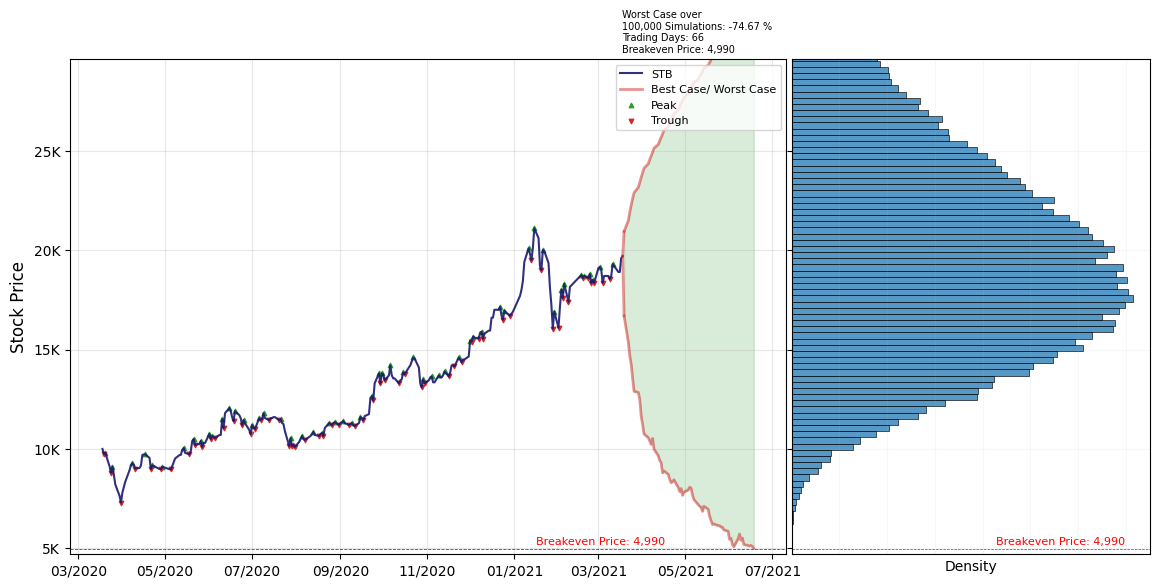 Worst Case over
100,000 Simulations: -74.67 %
Trading Days: 66
Breakeven Price: 4,990
STB
Best Case/ Worst Case
Peak
Trough
Stock Price
25K
20K
15K
10K
5K
Breakeven Price: 4,990
Breakeven Price: 4,990
03/2020 05/2020 07/2020 09/2020 11/2020 01/2021 03/2021 05/2021 07/2021
Density